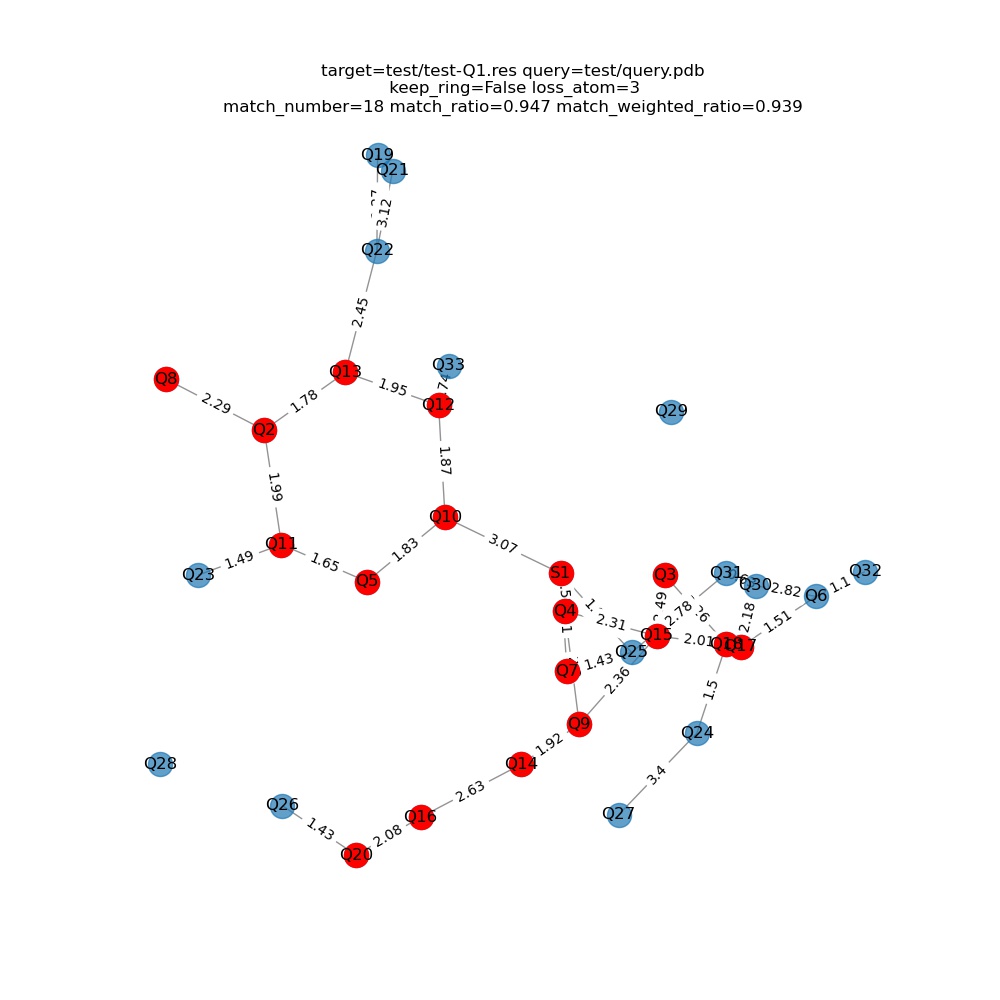 target=test/test-Q1.res query=test/query.pdb
keep_ring=False loss_atom=3
match_number=18 match_ratio=0.947 match_weighted_ratio=0.939
Q19
Q21
3.12
Q22
2.45
Q33
Q13
Q8
1.95
2.29
1.78
Q12
Q29
Q2
1.87
1.99
Q10
Q11
3.07
1.83
1.49
1.65
Q23
Q5
S1
Q3
Q31
Q30
2.82
Q6
1.1
Q32
Q4
2.31
2.78
2.18
1.51
Q15
2.01
Q17
Q25
1.43
Q7
2.36
1.5
Q9
Q24
1.92
Q14
Q28
2.63
3.4
Q26
Q16
Q27
1.43
2.08
Q20